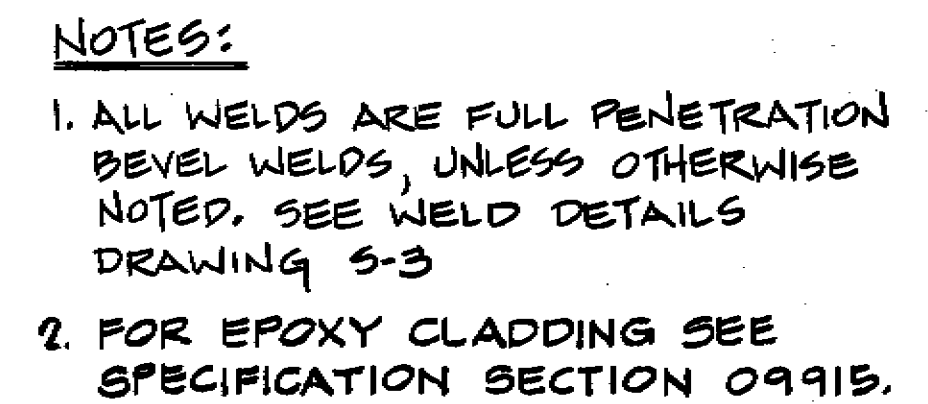 NOTES:
1. ALL WELDS ARE FULL PENETRATION
BEVEL WELDS, UNLESS OTHERWISE
NOTED. SEE WELD DETAILS
DRAWING S-3
2. FOR EPOXY CLADDING SEE
SPECIFICATION SECTION 09915.